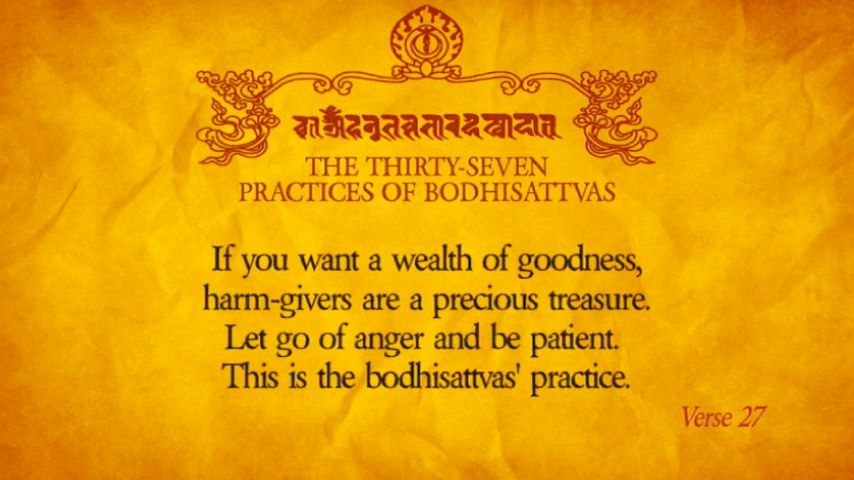 THE THIRTY-SEVEN
PRACTICES OF BODHISATTVAS
If you want a wealth of goodness,
harm-givers are a precious treasure.
Let go of anger and be patient.
This is the bodhisattvas' practice.
Verse 27